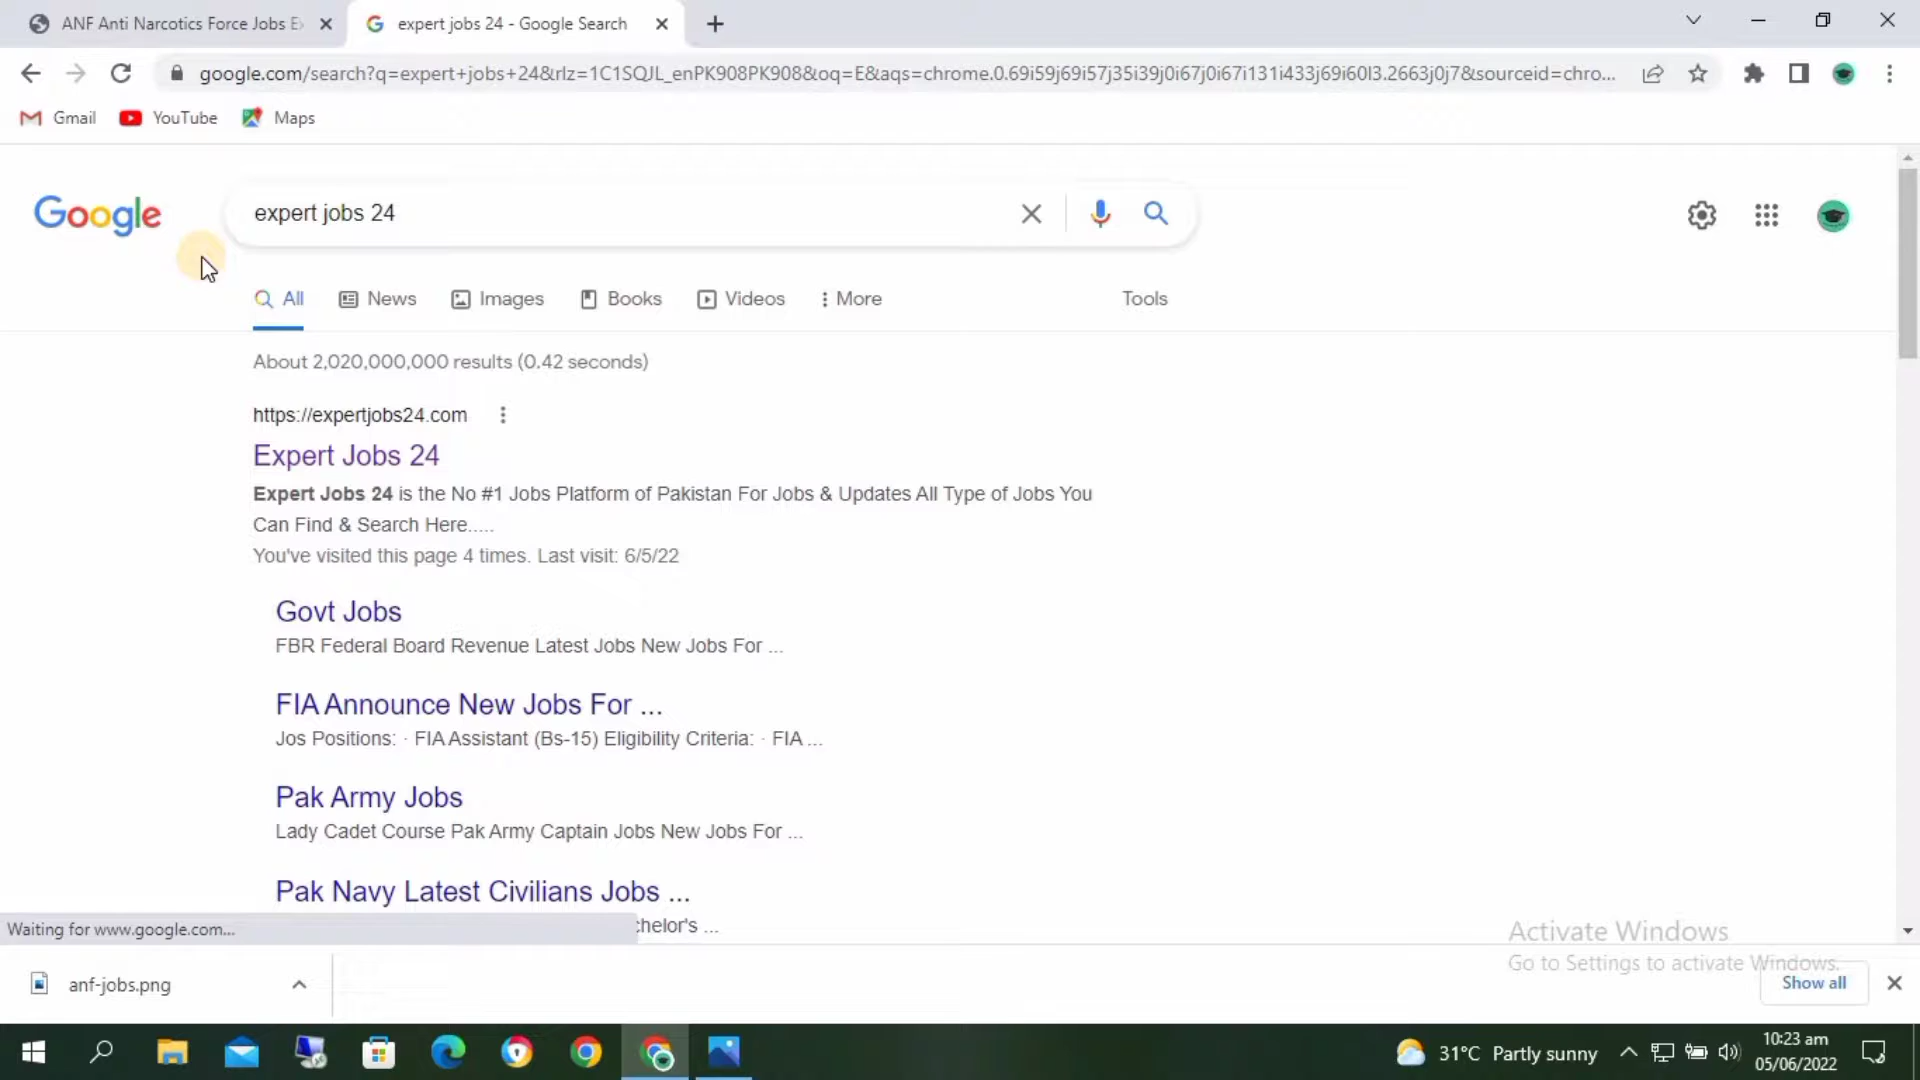 ANF Anti Narcotics Force Jobs E
expert jobs 24 - Google Search
google.com/search?q=expert+jobs+24&rlz=1C1SQJL_enPK908PK908&oq=E&aqs=chrome.0.69i59j69i57j35i39j0i67j0i67i131i433j69i60l3.2663j0j7&sourceid=chro...
Gmail
YouTube
Maps
Google
expert jobs 24
All
News
Images
Books
Videos
More
Tools
About 2,020,000,000 results (0.42 seconds)
https://expertjobs24.com
Expert Jobs 24
Expert Jobs 24 is the No #1 Jobs Platform of Pakistan For Jobs & Updates All Type of Jobs You
Can Find & Search Here.....
You've visited this page 4 times. Last visit: 6/5/22
Govt Jobs
FBR Federal Board Revenue Latest Jobs New Jobs For ...
FIA Announce New Jobs For ...
Jos Positions: · FIA Assistant (Bs-15) Eligibility Criteria: · FIA ...
Pak Army Jobs
Lady Cadet Course Pak Army Captain Jobs New Jobs For ...
Pak Navy Latest Civilians Jobs ...
chelor's ...
Waiting for www.google.com...
Activate Windows
Go to Settings to activate Windows.
anf-jobs.png
Show all
31°C Partly sunny
10:23 am
05/06/2022